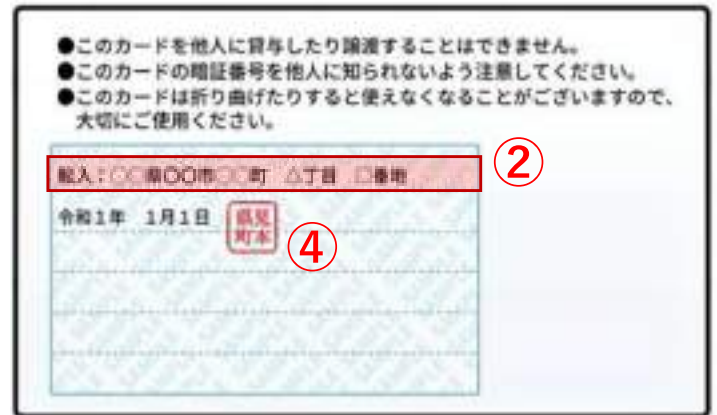 ●このカードを他人に貸与したり譲渡することはできません。
●このカードの暗証番号を他人に知られないよう注意してください。
●このカードは折り曲げたりすると使えなくなることがございますので、
大切にご使用ください。
転入：○○県○○市○○町 △丁目 □番地
②
令和1年 1月1日
県見
町本
④